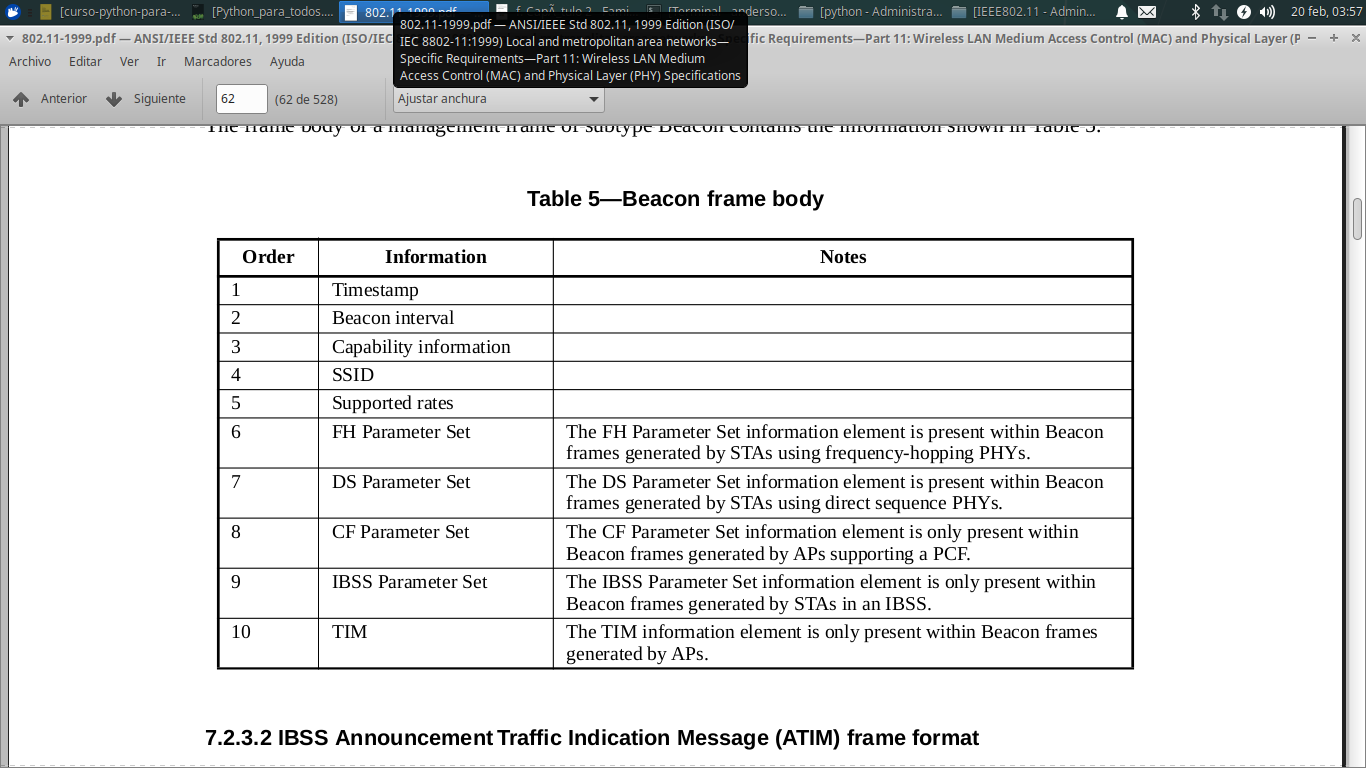 [curso-python-para-...
[Python_para_todos....
802.11-1999.pdf
[Terminal - anderso...
[python - Administra...
[IEEE802.11 - Admin...
20 feb, 03:57
802.11-1999.pdf — ANSI/IEEE Std 802.11, 1999 Edition (ISO/
IEC 8802-11:1999) Local and metropolitan area networks—
Specific Requirements—Part 11: Wireless LAN Medium
Access Control (MAC) and Physical Layer (PHY) Specifications
802.11-1999.pdf — ANSI/IEEE Std 802.11, 1999 Edition (ISO/IEC
Requirements—Part 11: Wireless LAN Medium Access Control (MAC) and Physical Layer (P
Archivo Editar Ver Ir Marcadores Ayuda
Anterior Siguiente 62 (62 de 528) Ajustar anchura
The frame body of a management frame of subtype Beacon contains the information shown in Table 5.
Table 5—Beacon frame body
Order Information Notes
1 Timestamp
2 Beacon interval
3 Capability information
4 SSID
5 Supported rates
6 FH Parameter Set The FH Parameter Set information element is present within Beacon
frames generated by STAs using frequency-hopping PHYs.
7 DS Parameter Set The DS Parameter Set information element is present within Beacon
frames generated by STAs using direct sequence PHYs.
8 CF Parameter Set The CF Parameter Set information element is only present within
Beacon frames generated by APs supporting a PCF.
9 IBSS Parameter Set The IBSS Parameter Set information element is only present within
Beacon frames generated by STAs in an IBSS.
10 TIM The TIM information element is only present within Beacon frames
generated by APs.
7.2.3.2 IBSS Announcement Traffic Indication Message (ATIM) frame format